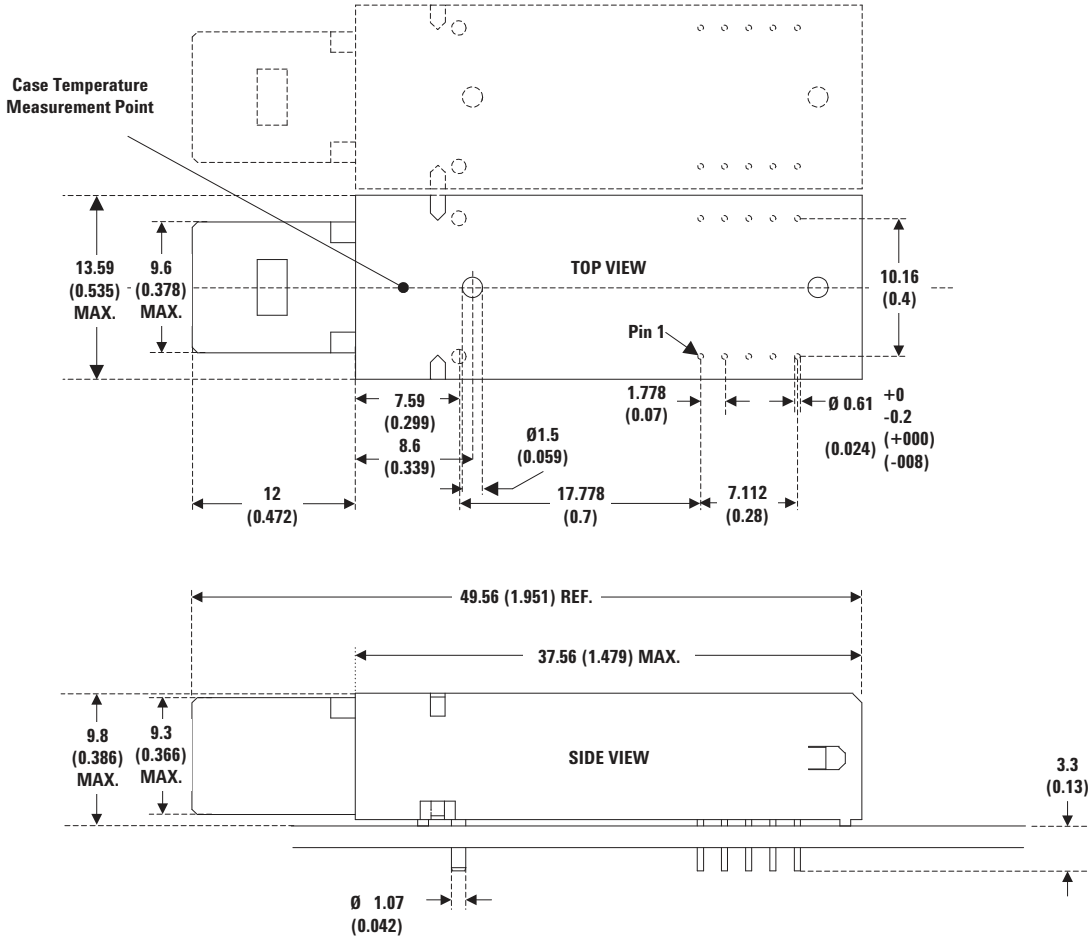 Case Temperature
Measurement Point
13.59
(0.535)
MAX.
9.6
(0.378)
MAX.
TOP VIEW
10.16
(0.4)
Pin 1
7.59
(0.299)
8.6
(0.339)
Ø1.5
(0.059)
1.778
(0.07)
Ø 0.61 +0
-0.2
(0.024) (+000)
(-008)
12
(0.472)
17.778
(0.7)
7.112
(0.28)
49.56 (1.951) REF.
37.56 (1.479) MAX.
9.8
(0.386)
MAX.
9.3
(0.366)
MAX.
SIDE VIEW
3.3
(0.13)
Ø 1.07
(0.042)